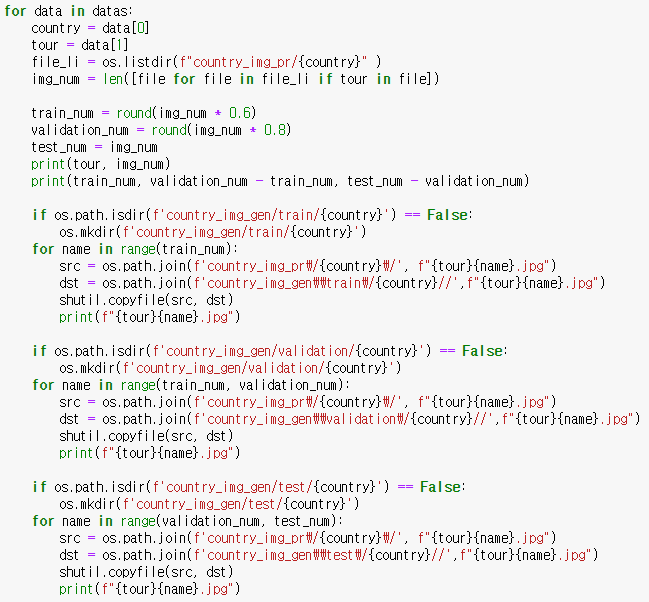 for data in datas:
    country = data[0]
    tour = data[1]
    file_li = os.listdir(f"country_img_pr/{country}" )
    img_num = len([file for file in file_li if tour in file])

    train_num = round(img_num * 0.6)
    validation_num = round(img_num * 0.8)
    test_num = img_num
    print(tour, img_num)
    print(train_num, validation_num - train_num, test_num - validation_num)

    if os.path.isdir(f'country_img_gen/train/{country}') == False:
        os.mkdir(f'country_img_gen/train/{country}')
    for name in range(train_num):
        src = os.path.join(f'country_img_pr₩/{country}₩/', f"{tour}{name}.jpg")
        dst = os.path.join(f'country_img_gen₩₩train₩/{country}//',f"{tour}{name}.jpg")
        shutil.copyfile(src, dst)
        print(f"{tour}{name}.jpg")

    if os.path.isdir(f'country_img_gen/validation/{country}') == False:
        os.mkdir(f'country_img_gen/validation/{country}')
    for name in range(train_num, validation_num):
        src = os.path.join(f'country_img_pr₩/{country}₩/', f"{tour}{name}.jpg")
        dst = os.path.join(f'country_img_gen₩₩validation₩/{country}//',f"{tour}{name}.jpg")
        shutil.copyfile(src, dst)
        print(f"{tour}{name}.jpg")

    if os.path.isdir(f'country_img_gen/test/{country}') == False:
        os.mkdir(f'country_img_gen/test/{country}')
    for name in range(validation_num, test_num):
        src = os.path.join(f'country_img_pr₩/{country}₩/', f"{tour}{name}.jpg")
        dst = os.path.join(f'country_img_gen₩₩test₩/{country}//',f"{tour}{name}.jpg")
        shutil.copyfile(src, dst)
        print(f"{tour}{name}.jpg")